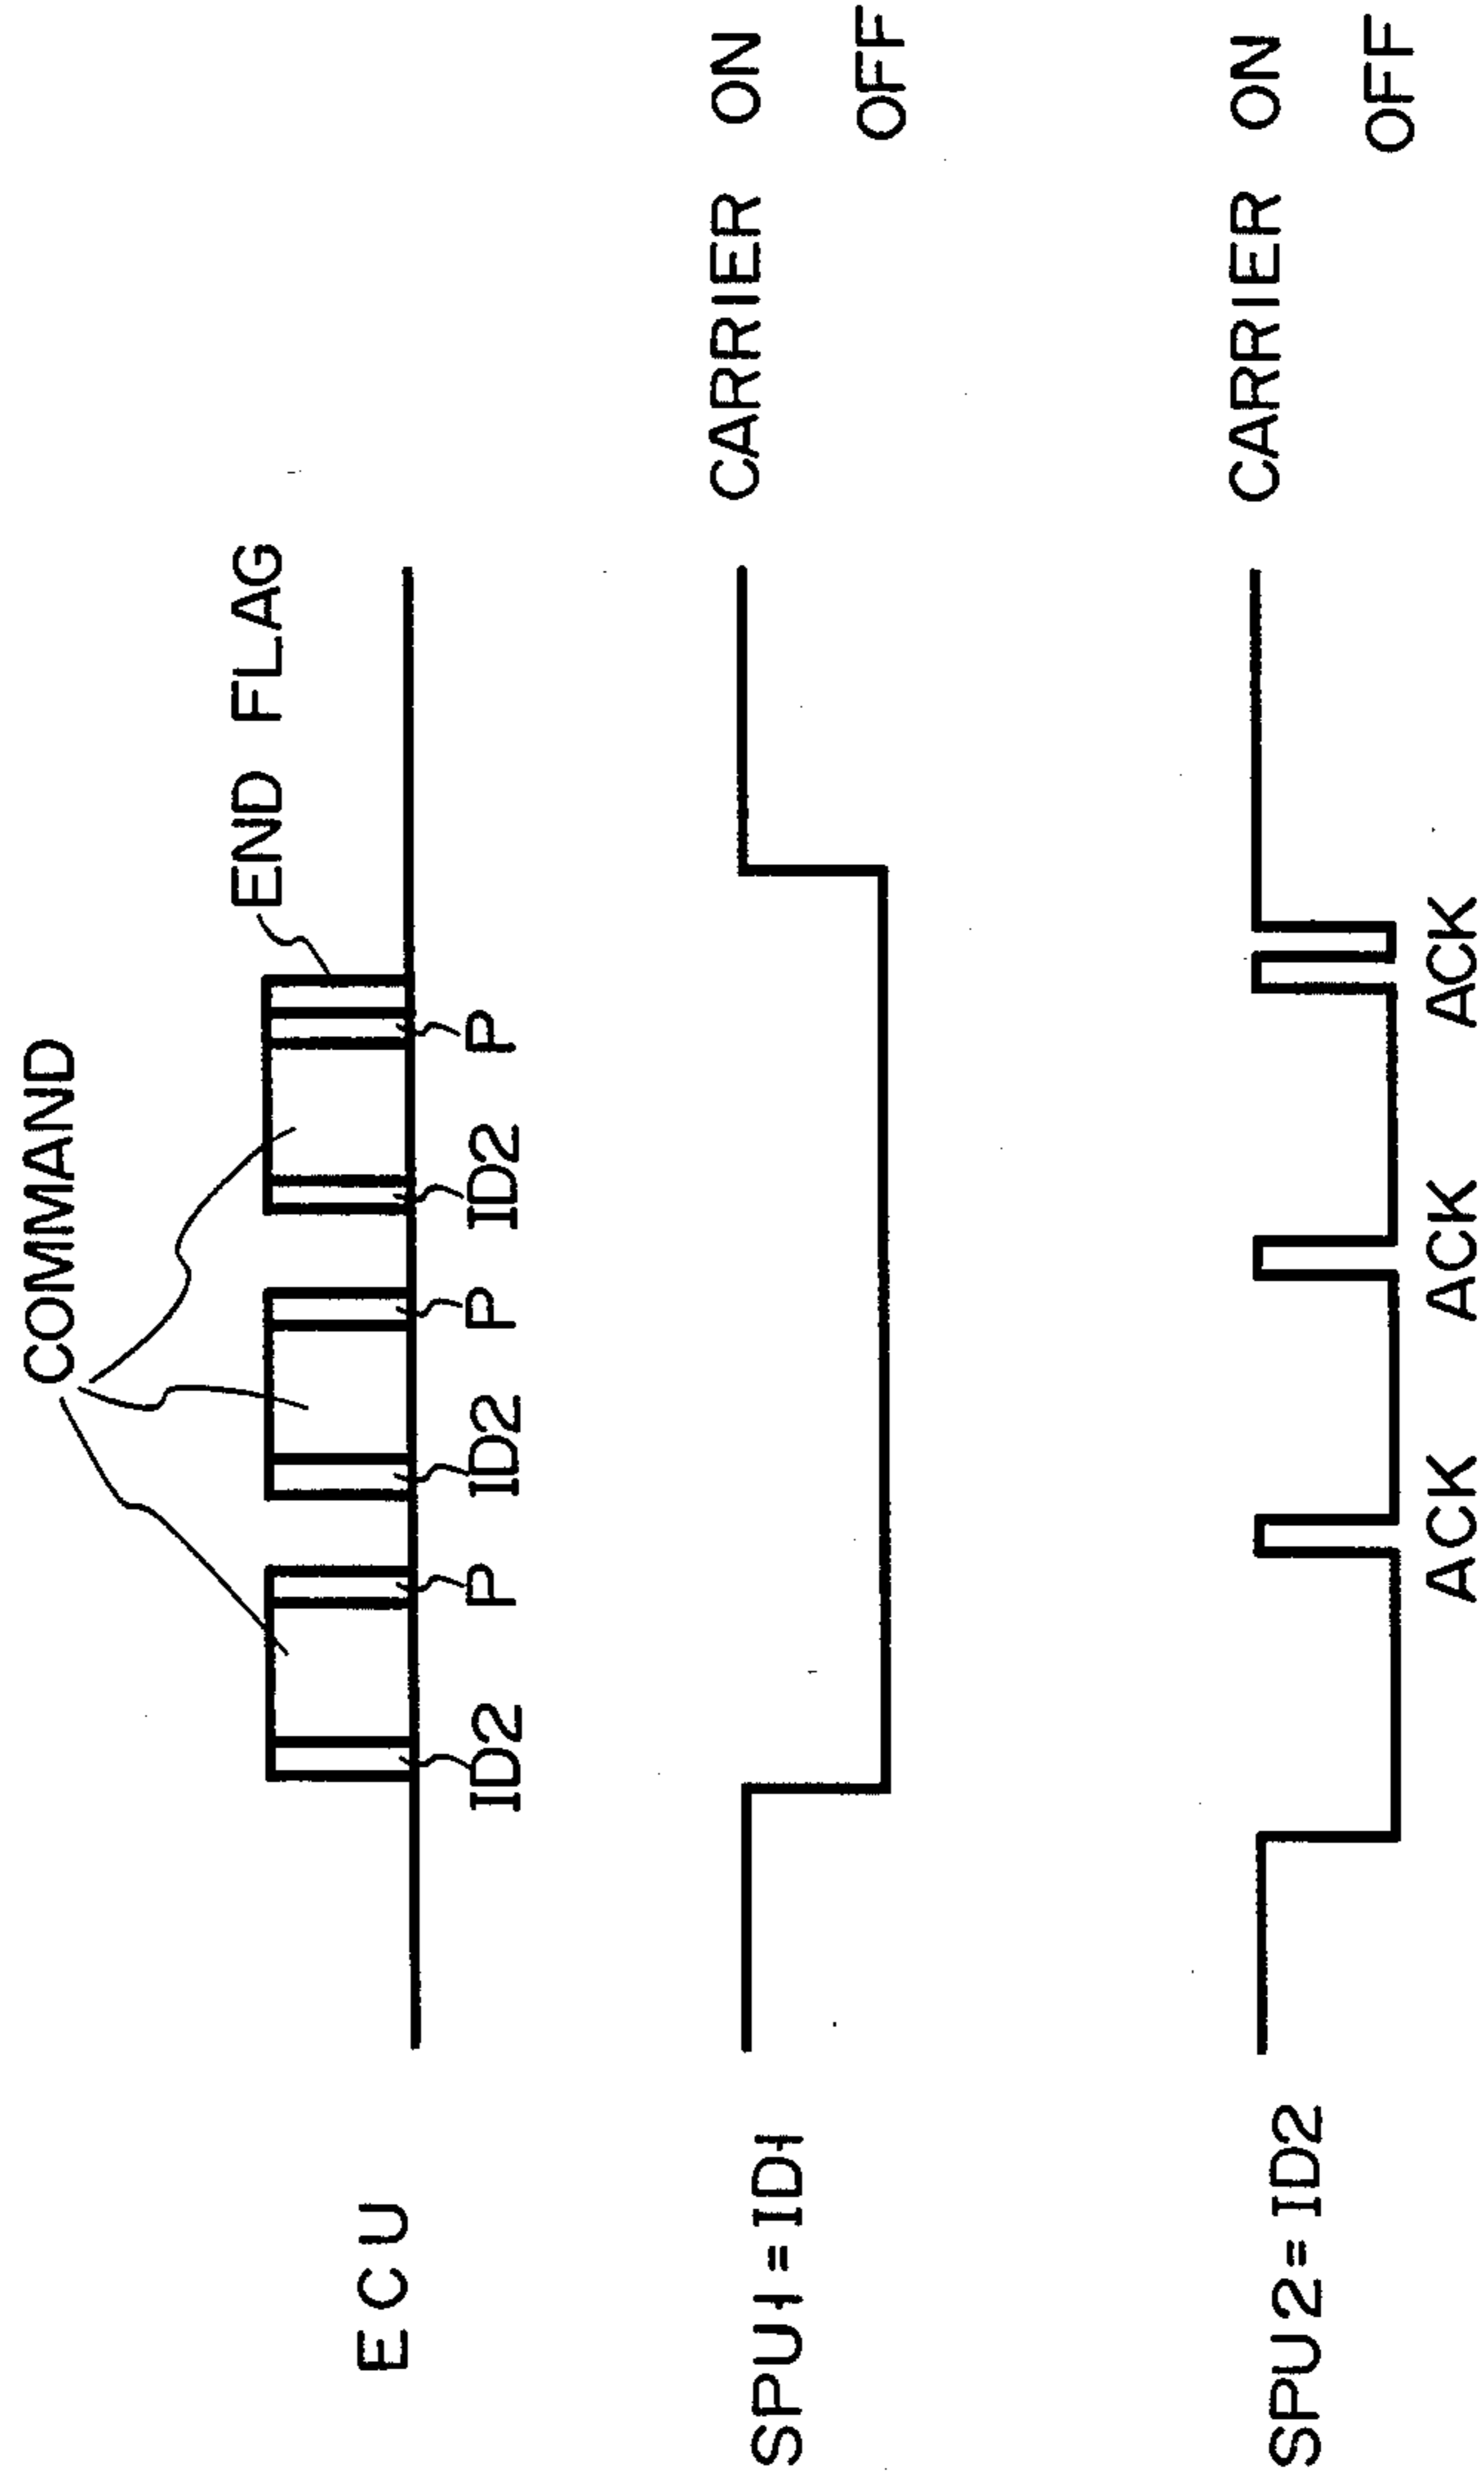 COMMAND
END FLAG
ECU
ID2 P ID2 P ID2 P
CARRIER ON
OFF
SPU1=ID1
CARRIER ON
OFF
SPU2=ID2
ACK ACK ACK